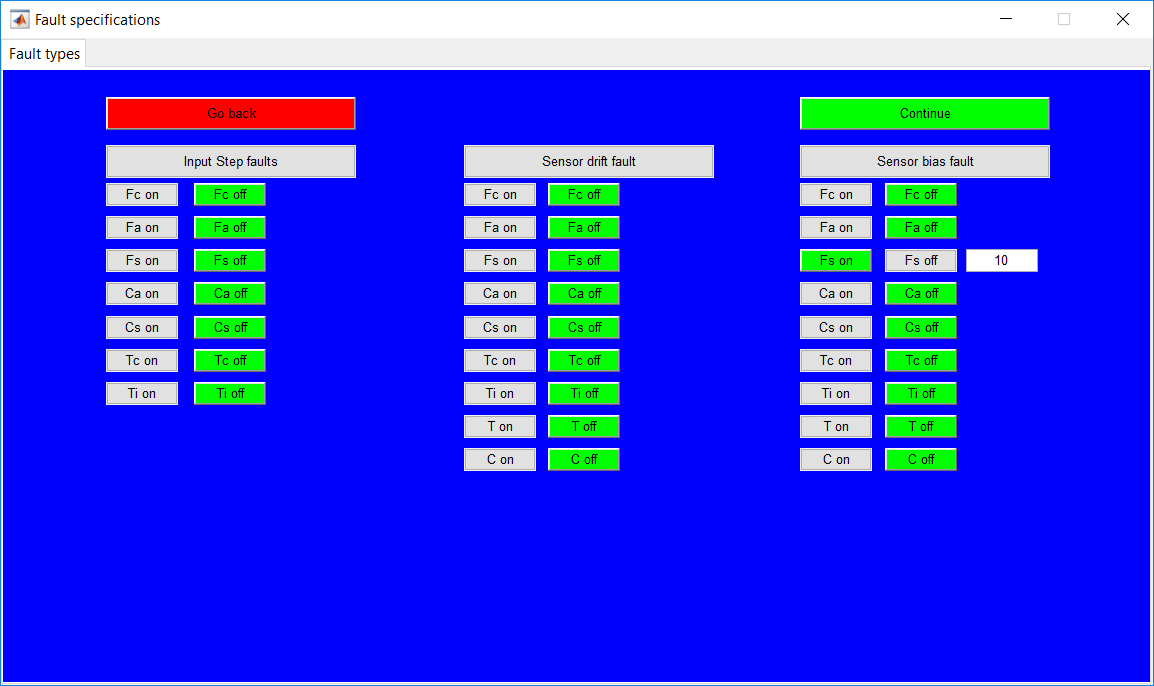 Fault specifications
Fault types
Go back Continue
Input Step faults Sensor drift fault Sensor bias fault
Fc on Fc off Fc on Fc off Fc on Fc off
Fa on Fa off Fa on Fa off Fa on Fa off
Fs on Fs off Fs on Fs off Fs on Fs off 10
Ca on Ca off Ca on Ca off Ca on Ca off
Cs on Cs off Cs on Cs off Cs on Cs off
Tc on Tc off Tc on Tc off Tc on Tc off
Ti on Ti off Ti on Ti off Ti on Ti off
T on T off T on T off
C on C off C on C off